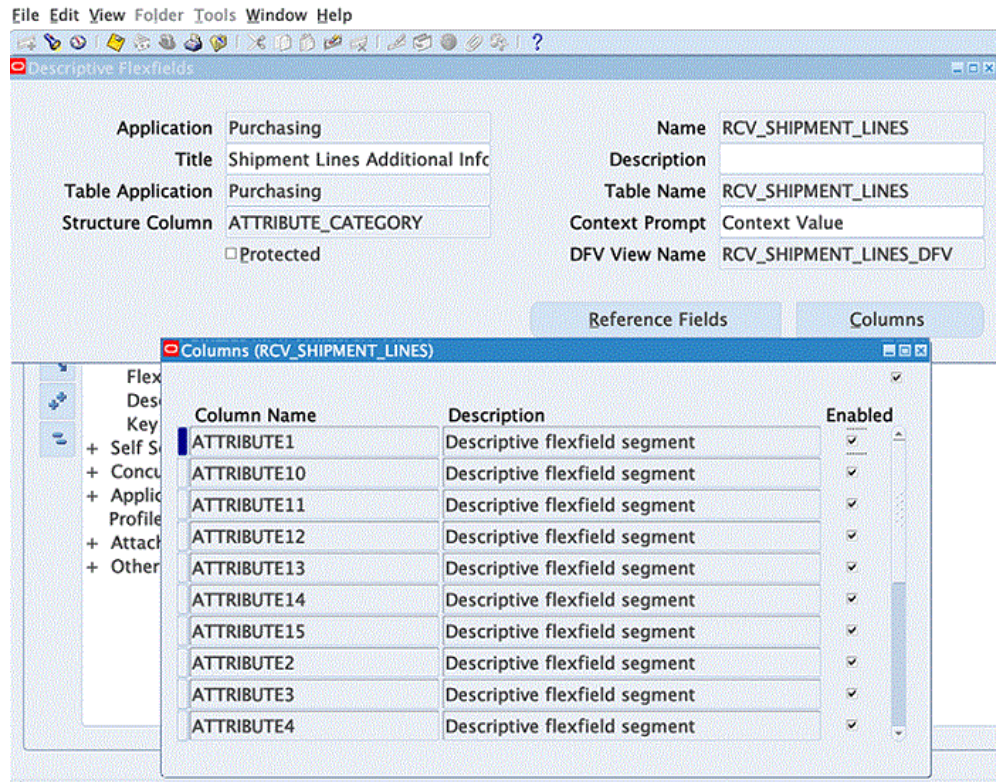 File Edit View Folder Tools Window Help
Descriptive Flexfields
Application Purchasing Name RCV_SHIPMENT_LINES
Title Shipment Lines Additional Info Description
Table Application Purchasing Table Name RCV_SHIPMENT_LINES
Structure Column ATTRIBUTE_CATEGORY Context Prompt Context Value
Protected DFV View Name RCV_SHIPMENT_LINES_DFV
Reference Fields Columns
Columns (RCV_SHIPMENT_LINES)
Flex
Des
Key
+ Self S
+ Concu
+ Applic
Profile
+ Attach
+ Other
Column Name Description Enabled
ATTRIBUTE1 Descriptive flexfield segment
ATTRIBUTE10 Descriptive flexfield segment
ATTRIBUTE11 Descriptive flexfield segment
ATTRIBUTE12 Descriptive flexfield segment
ATTRIBUTE13 Descriptive flexfield segment
ATTRIBUTE14 Descriptive flexfield segment
ATTRIBUTE15 Descriptive flexfield segment
ATTRIBUTE2 Descriptive flexfield segment
ATTRIBUTE3 Descriptive flexfield segment
ATTRIBUTE4 Descriptive flexfield segment